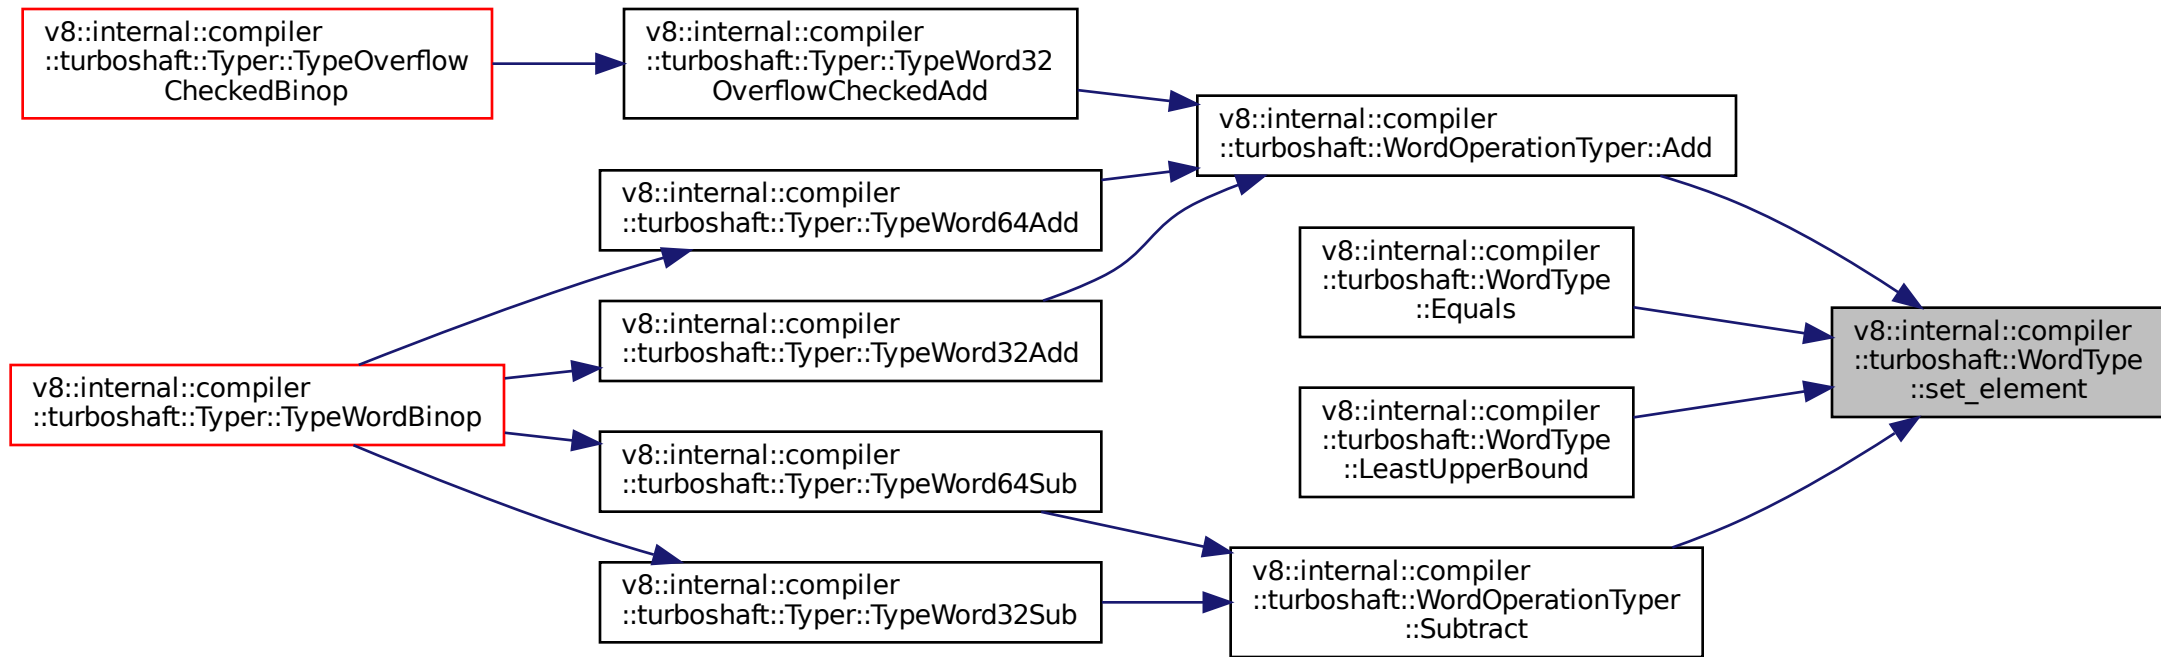 v8::internal::compiler
::turboshaft::Typer::TypeOverflow
CheckedBinop
v8::internal::compiler
::turboshaft::Typer::TypeWord32
OverflowCheckedAdd
v8::internal::compiler
::turboshaft::WordOperationTyper::Add
v8::internal::compiler
::turboshaft::Typer::TypeWord64Add
v8::internal::compiler
::turboshaft::WordType
::Equals
v8::internal::compiler
::turboshaft::Typer::TypeWord32Add
v8::internal::compiler
::turboshaft::WordType
::set_element
v8::internal::compiler
::turboshaft::Typer::TypeWordBinop
v8::internal::compiler
::turboshaft::WordType
::LeastUpperBound
v8::internal::compiler
::turboshaft::Typer::TypeWord64Sub
v8::internal::compiler
::turboshaft::WordOperationTyper
::Subtract
v8::internal::compiler
::turboshaft::Typer::TypeWord32Sub